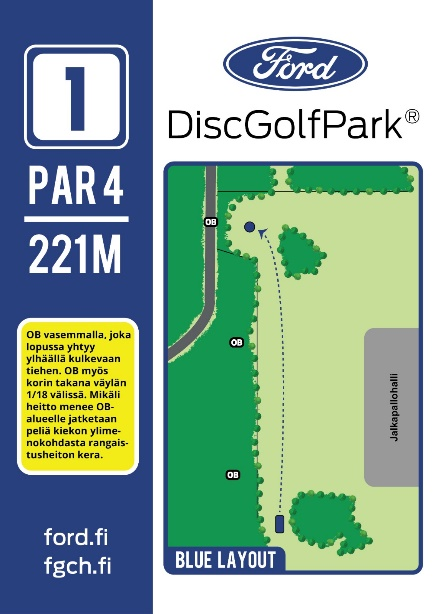 1
PAR 4
221M
OB vasemmalla, joka
lopussa yhtyy
ylhäällä kulkevaan
tiehen. OB myös
korin takana väylän
1/18 välissä. Mikäli
heitto menee OB-
alueelle jatketaan
peliä kiekon ylime-
nokohdasta rangais-
tusheiton kera.
ford.fi
fgch.fi
Ford
DiscGolfPark®
OB
OB
OB
Jalkapallohalli
BLUE LAYOUT